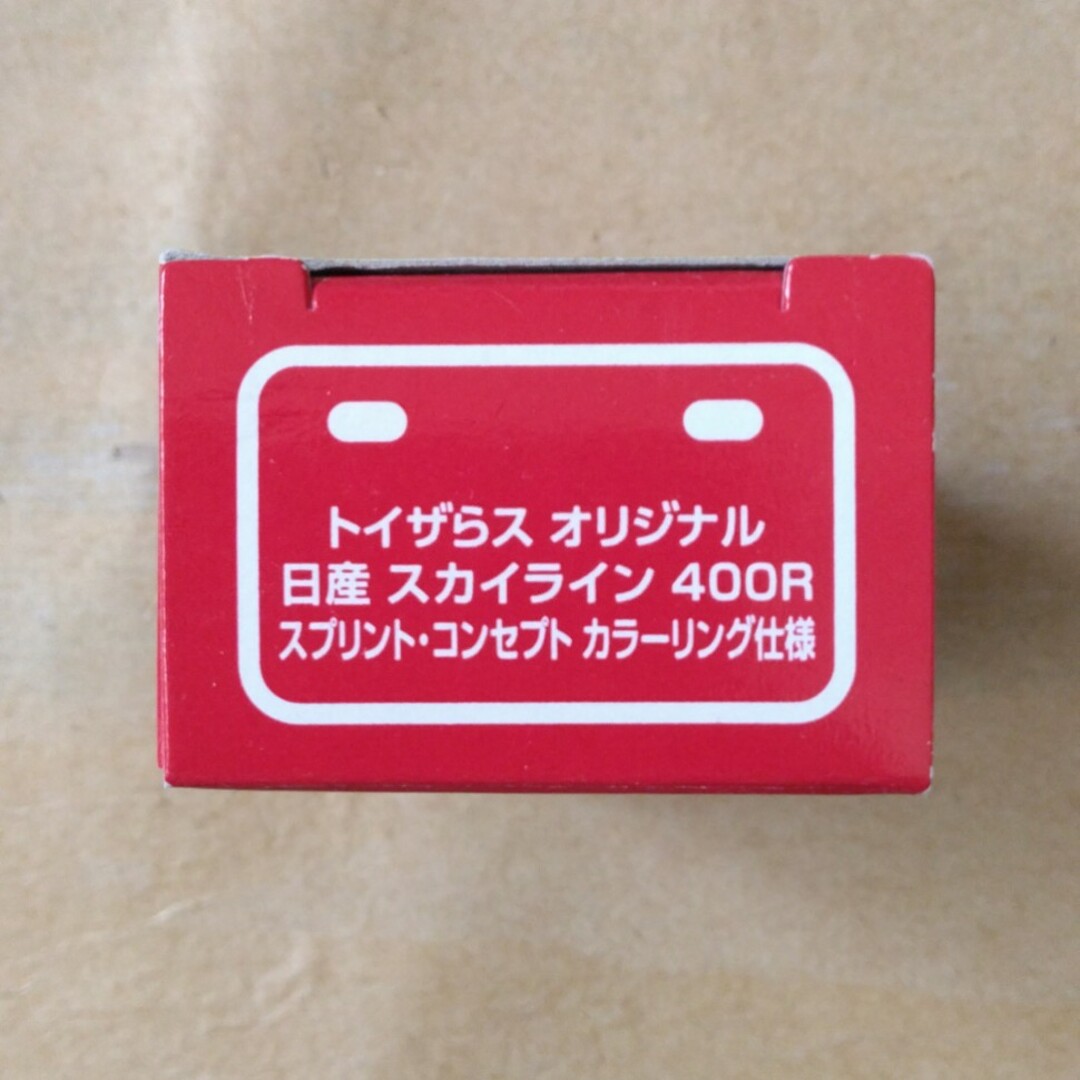 トイザらス オリジナル
日産 スカイライン 400R
スプリント・コンセプト カラーリング仕様